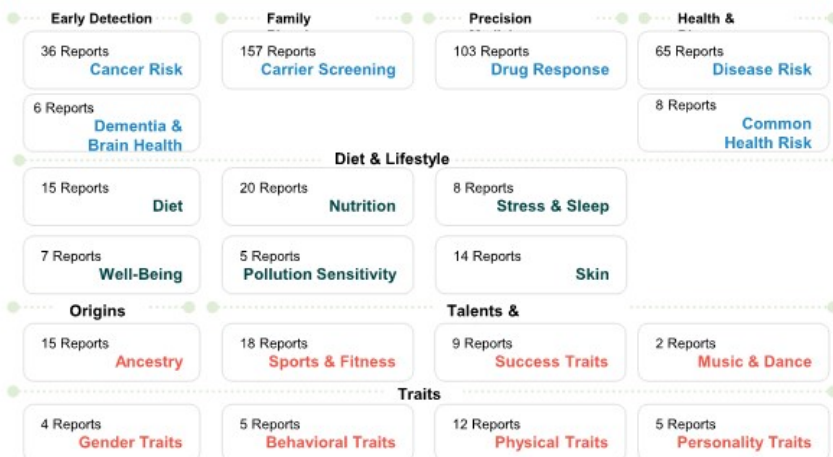 Early Detection
Family
Precision
Health &
36 Reports
Cancer Risk
157 Reports
Carrier Screening
103 Reports
Drug Response
65 Reports
Disease Risk
6 Reports
Dementia &
Brain Health
8 Reports
Common
Health Risk
Diet & Lifestyle
15 Reports
Diet
20 Reports
Nutrition
8 Reports
Stress & Sleep
7 Reports
Well-Being
5 Reports
Pollution Sensitivity
14 Reports
Skin
Origins
Talents &
15 Reports
Ancestry
18 Reports
Sports & Fitness
9 Reports
Success Traits
2 Reports
Music & Dance
Traits
4 Reports
Gender Traits
5 Reports
Behavioral Traits
12 Reports
Physical Traits
5 Reports
Personality Traits